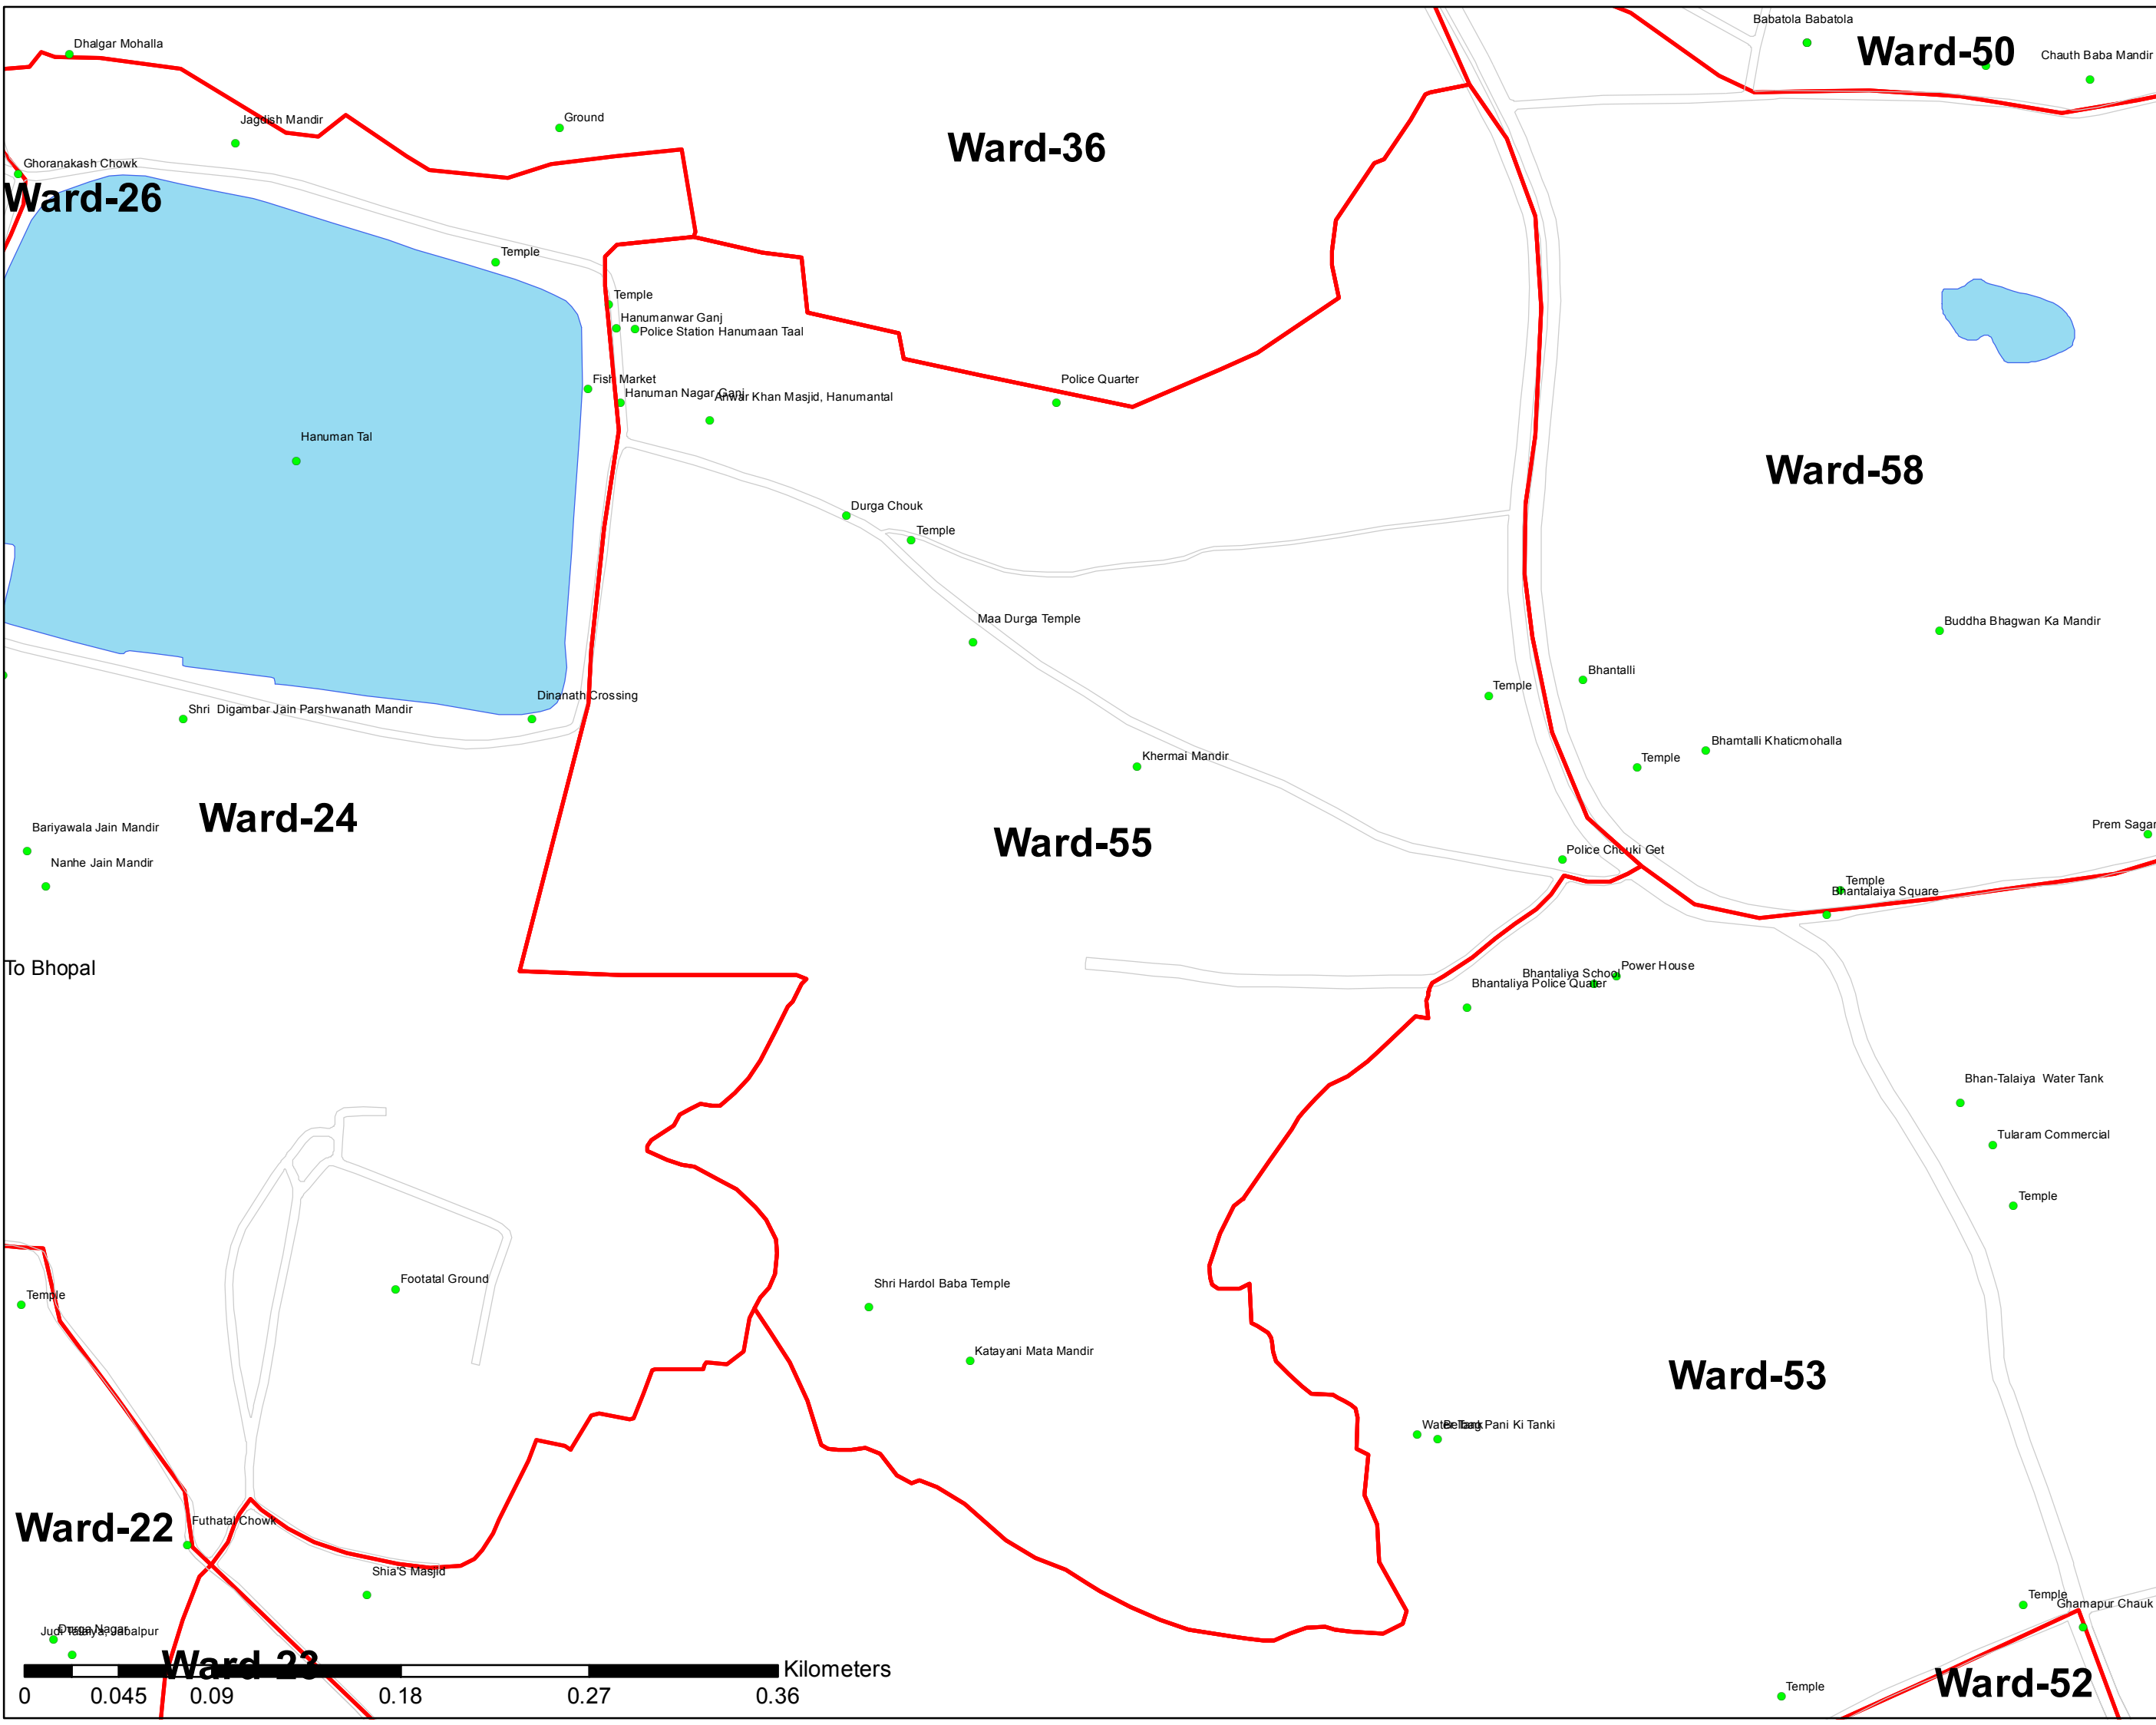 Babatola Babatola
Dhalgar Mohalla
Ward-50
Chauth Baba Mandir
Jagdish Mandir
Ground
Ward-36
Ghoranakash Chowk
Ward-26
Temple
Temple
Hanumanwar Ganj
Police Station Hanumaan Taal
Fish Market
Police Quarter
Hanuman Nagar Ganj
Anwar Khan Masjid, Hanumantal
Hanuman Tal
Ward-58
Durga Chouk
Temple
Maa Durga Temple
Buddha Bhagwan Ka Mandir
Bhantalli
Temple
Dinanath Crossing
Shri Digambar Jain Parshwanath Mandir
Bhamtalli Khaticmohalla
Khermai Mandir
Temple
Ward-24
Bariyawala Jain Mandir
Prem Sagar
Ward-55
Nanhe Jain Mandir
Police Chouki Get
Temple
Bhantalaiya Square
To Bhopal
Power House
Bhantaliya School
Bhantaliya Police Quater
Bhan-Talaiya Water Tank
Tularam Commercial
Temple
Footatal Ground
Shri Hardol Baba Temple
Temple
Katayani Mata Mandir
Ward-53
Water Tank
Belbag Pani Ki Tanki
Ward-22
Futhatal Chowk
Shia'S Masjid
Temple
Ghamapur Chauk
Durga Nagar
Judi Talaiya, Jabalpur
Ward-23
Kilometers
Ward-52
Temple
0 0.045 0.09 0.18 0.27 0.36